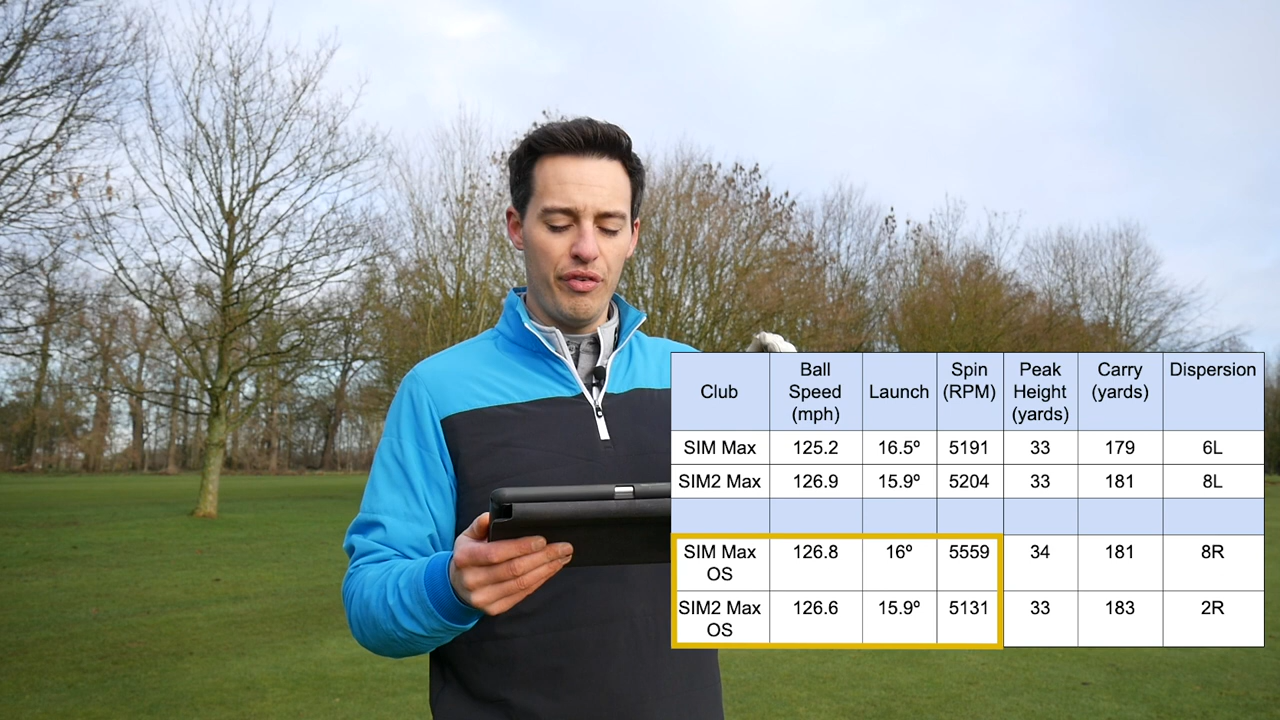 Club Ball Speed (mph) Launch Spin (RPM) Peak Height (yards) Carry (yards) Dispersion
SIM Max 125.2 16.5º 5191 33 179 6L
SIM2 Max 126.9 15.9º 5204 33 181 8L
SIM Max OS 126.8 16º 5559 34 181 8R
SIM2 Max OS 126.6 15.9º 5131 33 183 2R